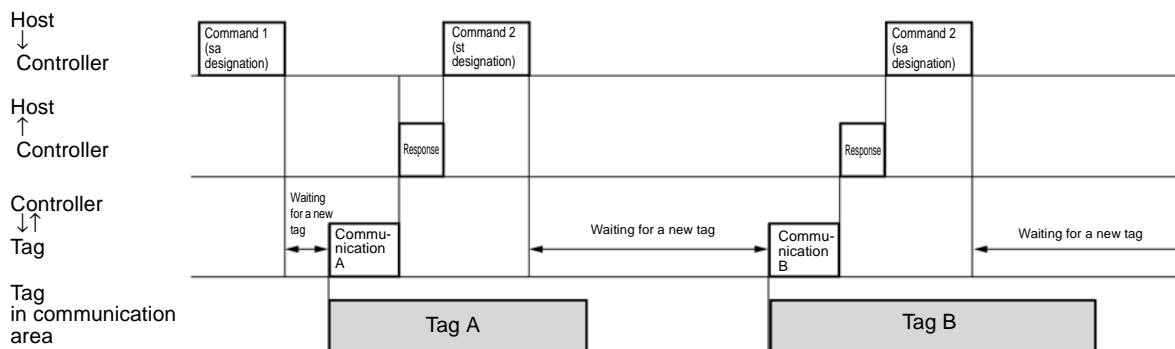 Host
↓
Controller
Command 1
(sa
designation)
Command 2
(st
designation)
Command 2
(sa
designation)
Host
↑
Controller
Response
Response
Controller
↓↑
Tag
Waiting
for a new
tag
Commu-
nication
A
Waiting for a new tag
Commu-
nication
B
Waiting for a new tag
Tag
in communication
area
Tag A
Tag B